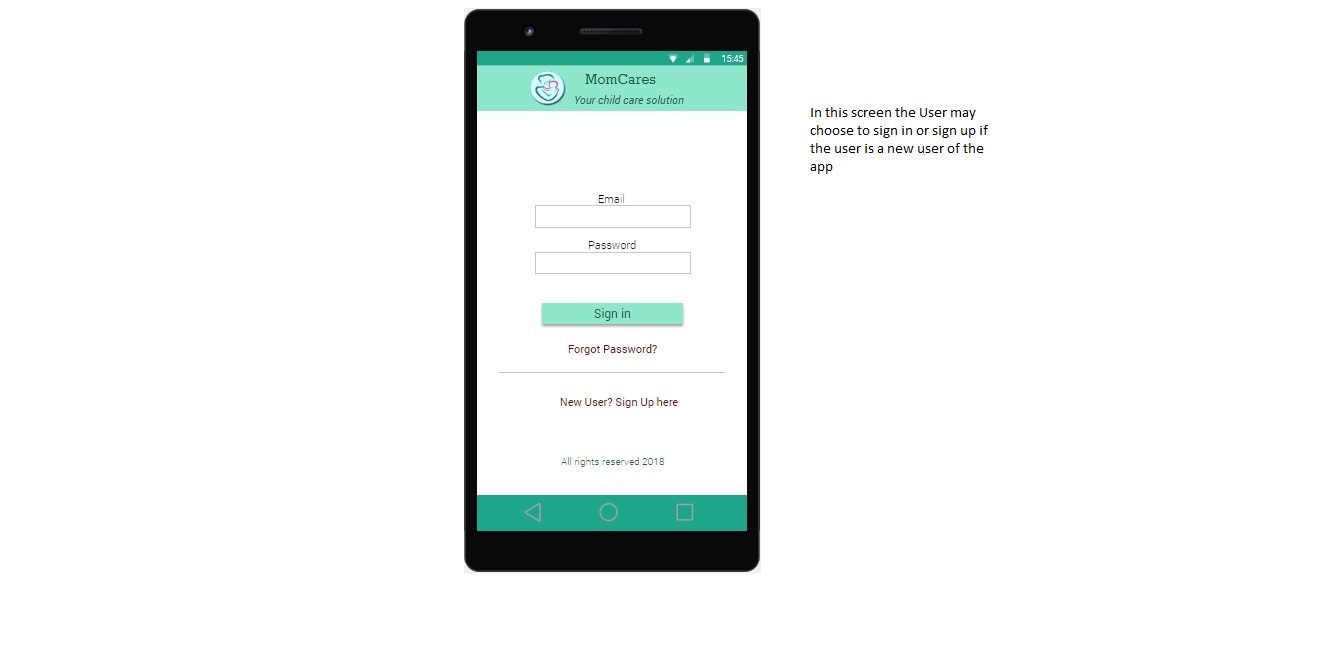 15:45
MomCares
Your child care solution
In this screen the User may
choose to sign in or sign up if
the user is a new user of the
app
Email
Password
Sign in
Forgot Password?
New User? Sign Up here
All rights reserved 2018